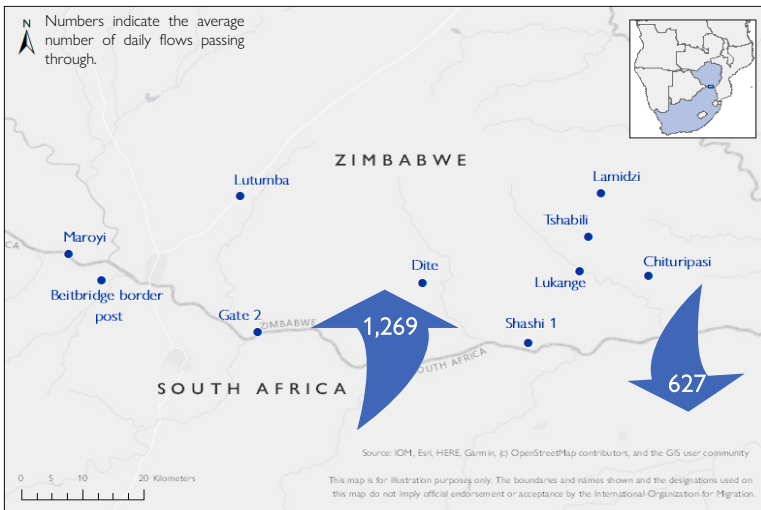 N
Numbers indicate the average
number of daily flows passing
through.
ZIMBABWE
Lamidzi
Lutumba
Tshabili
Maroyi
CA
Dite
Chituripasi
Lukange
Beitbridge border
post
Gate 2
ZIMBABWE
1,269
Shashi 1
SOUTH AFRICA
SOUTH AFRICA
627
Source: IOM, Esri, HERE, Garmin, (c) OpenStreetMap contributors, and the GIS user community
0 5 10 20 Kilometers
This map is for illustration purposes only. The boundaries and names shown and the designations used on
this map do not imply official endorsement or acceptance by the International Organization for Migration.